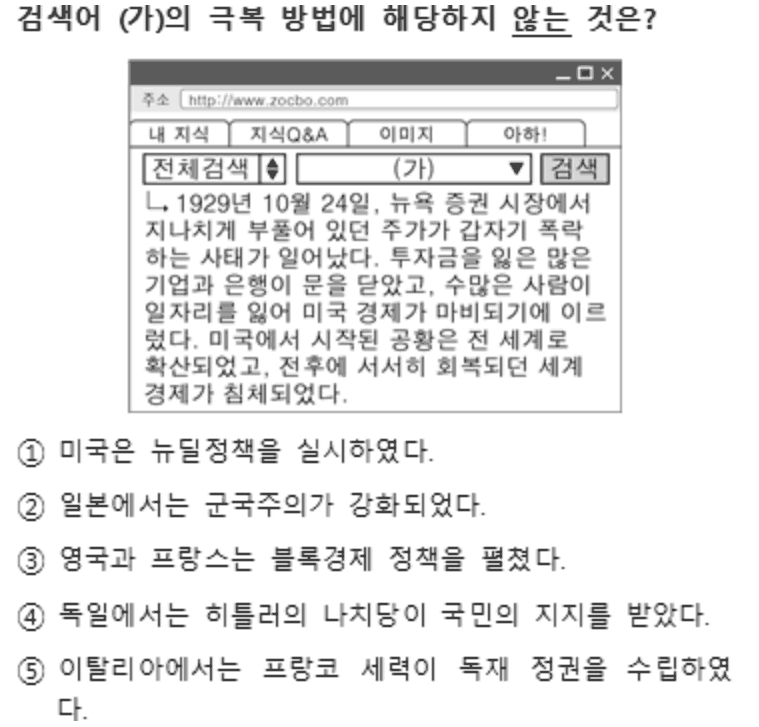 검색어 (가)의 극복 방법에 해당하지 않는 것은?
주소 http://www.zocbo.com
내 지식 지식Q&A 이미지 아하!
전체검색 (가) 검색
1929년 10월 24일, 뉴욕 증권 시장에서
지나치게 부풀어 있던 주가가 갑자기 폭락
하는 사태가 일어났다. 투자금을 잃은 많은
기업과 은행이 문을 닫았고, 수많은 사람이
일자리를 잃어 미국 경제가 마비되기에 이르
렀다. 미국에서 시작된 공황은 전 세계로
확산되었고, 전후에 서서히 회복되던 세계
경제가 침체되었다.
① 미국은 뉴딜정책을 실시하였다.
② 일본에서는 군국주의가 강화되었다.
③ 영국과 프랑스는 블록경제 정책을 펼쳤다.
④ 독일에서는 히틀러의 나치당이 국민의 지지를 받았다.
⑤ 이탈리아에서는 프랑코 세력이 독재 정권을 수립하였
다.